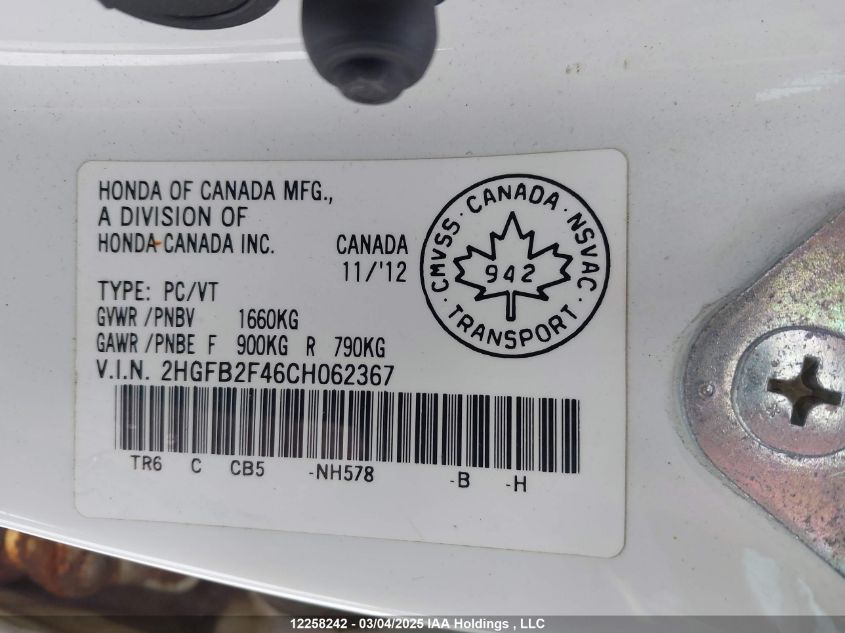 HONDA OF CANADA MFG.,
A DIVISION OF
HONDA CANADA INC.
CANADA
11/'12
TYPE: PC/VT
GVWR /PNBV 1660KG
GAWR /PNBE F 900KG R 790KG
V.I.N. 2HGFB2F46CH062367
TR6 C CB5 -NH578 -B -H
CMVSS · CANADA · NSVAC
942
· TRANSPORT ·
12258242 - 03/04/2025 IAA Holdings , LLC